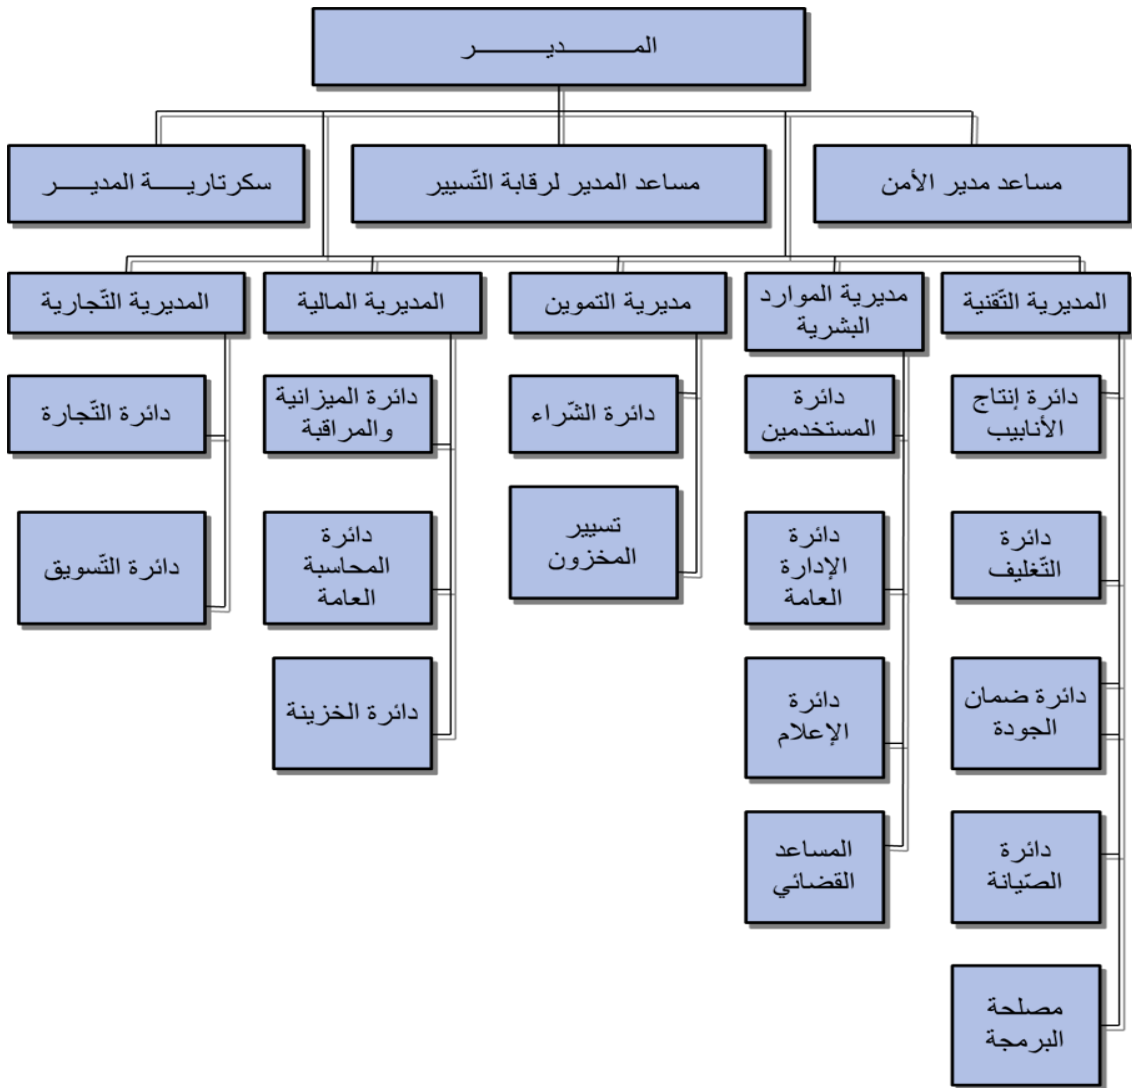 المـــــديـــــر
مساعد مدير الأمن
مساعد المدير لرقابة التّسيير
سكرتاريـــة المديـــر
المديرية التّقنية
مديرية الموارد
البشرية
مديرية التموين
المديرية المالية
المديرية التّجارية
دائرة إنتاج
الأنابيب
دائرة
المستخدمين
دائرة الشّراء
دائرة الميزانية
والمراقبة
دائرة التّجارة
دائرة
التّغليف
دائرة
الإدارة
العامة
تسيير
المخزون
دائرة
المحاسبة
العامة
دائرة التّسويق
دائرة ضمان
الجودة
دائرة
الإعلام
دائرة الخزينة
دائرة
الصّيانة
المساعد
القضائي
مصلحة
البرمجة